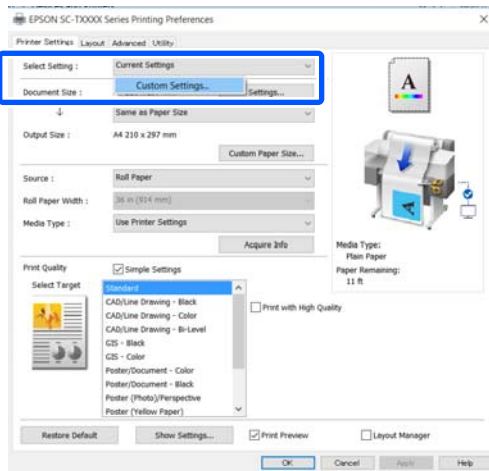 EPSON SC-TXXXX Series Printing Preferences
Printer Settings Layout Advanced Utility
Select Setting : Current Settings
Custom Settings...
Document Size : Settings...
Same as Paper Size
Output Size : A4 210 x 297 mm
Custom Paper Size...
Source : Roll Paper
Roll Paper Width : 36 in (914 mm)
Media Type : Use Printer Settings
Acquire Info
Print Quality Simple Settings
Select Target
Standard
CAD/Line Drawing - Black
CAD/Line Drawing - Color
CAD/Line Drawing - Bi-Level
GIS - Black
GIS - Color
Poster/Document - Color
Poster/Document - Black
Poster (Photo)/Perspective
Poster (Yellow Paper)
Print with High Quality
A
Media Type:
Plain Paper
Paper Remaining:
11 ft
Restore Default Show Settings... Print Preview Layout Manager
OK Cancel Apply Help